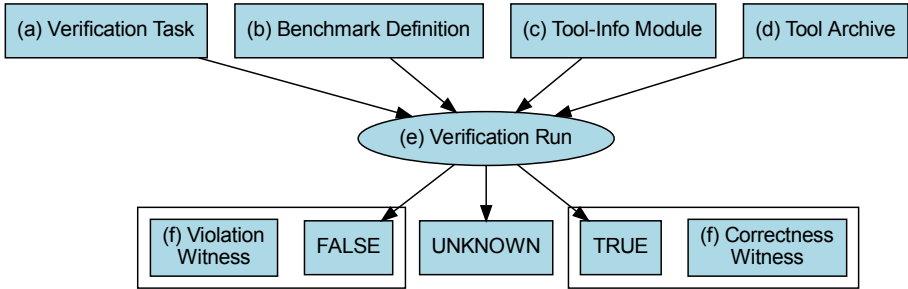 (a) Verification Task
(b) Benchmark Definition
(c) Tool-Info Module
(d) Tool Archive
(e) Verification Run
(f) Violation
Witness
FALSE
UNKNOWN
TRUE
(f) Correctness
Witness